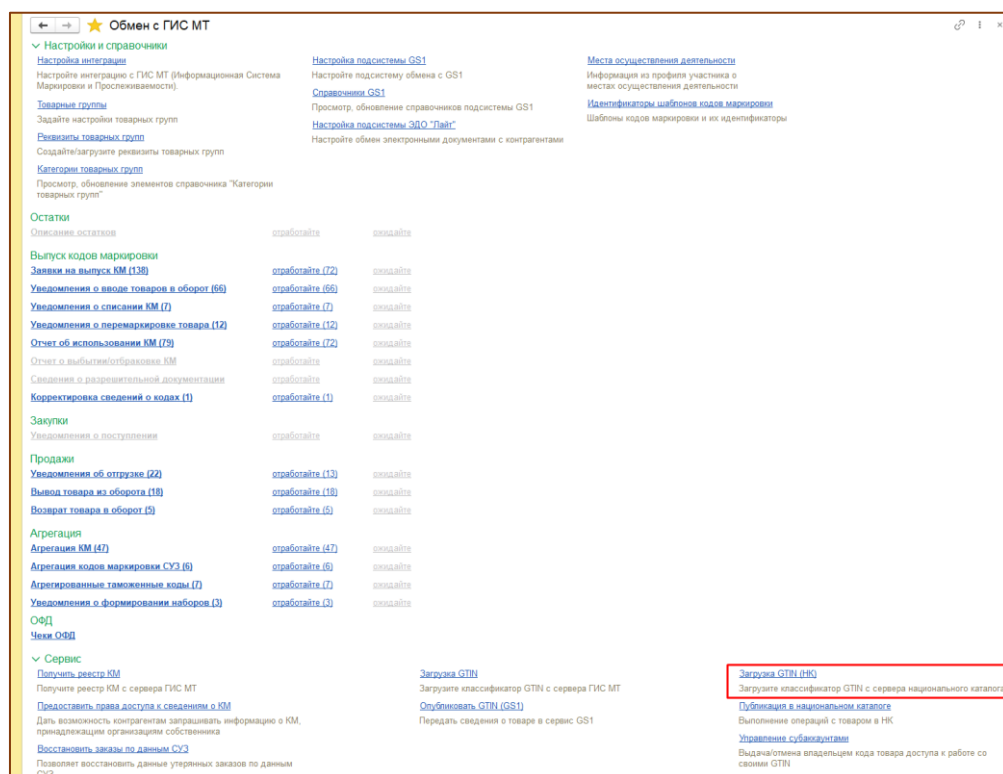 Обмен с ГИС МТ
Настройки и справочники
Настройка интеграции
Настройте интеграцию с ГИС МТ (Информационная Система
Маркировки и Прослеживаемости).
Товарные группы
Задайте настройки товарных групп
Реквизиты товарных групп
Создайте/загрузите реквизиты товарных групп
Категории товарных групп
Просмотр, обновление элементов справочника "Категории
товарных групп"
Настройка подсистемы GS1
Настройте подсистему обмена с GS1
Справочники GS1
Просмотр, обновление справочников подсистемы GS1
Настройка подсистемы ЭДО "Лайт"
Настройте обмен электронными документами с контрагентами
Места осуществления деятельности
Информация из профиля участника о
местах осуществления деятельности
Идентификаторы шаблонов кодов маркировки
Шаблоны кодов маркировки и их идентификаторы
Остатки
Описание остатков отработайте ожидайте
Выпуск кодов маркировки
Заявки на выпуск КМ (138) отработайте (72) ожидайте
Уведомления о вводе товаров в оборот (66) отработайте (66) ожидайте
Уведомления о списании КМ (7) отработайте (7) ожидайте
Уведомления о перемаркировке товара (12) отработайте (12) ожидайте
Отчет об использовании КМ (79) отработайте (72) ожидайте
Отчет о выбытии/отбраковке КМ отработайте ожидайте
Сведения о разрешительной документации отработайте ожидайте
Корректировка сведений о кодах (1) отработайте (1) ожидайте
Закупки
Уведомления о поступлении отработайте ожидайте
Продажи
Уведомления об отгрузке (22) отработайте (13) ожидайте
Вывод товара из оборота (18) отработайте (18) ожидайте
Возврат товара в оборот (5) отработайте (5) ожидайте
Агрегация
Агрегация КМ (47) отработайте (47) ожидайте
Агрегация кодов маркировки СУЗ (6) отработайте (6) ожидайте
Агрегированные таможенные коды (7) отработайте (7) ожидайте
Уведомления о формировании наборов (3) отработайте (3) ожидайте
ОФД
Чеки ОФД
Сервис
Получить реестр КМ
Получите реестр КМ с сервера ГИС МТ
Предоставить права доступа к сведениям о КМ
Дать возможность контрагентам запрашивать информацию о КМ,
принадлежащим организациям собственника
Восстановить заказы по данным СУЗ
Позволяет восстановить данные утерянных заказов по данным
СУЗ
Загрузка GTIN
Загрузите классификатор GTIN с сервера ГИС МТ
Опубликовать GTIN (GS1)
Передать сведения о товаре в сервис GS1
Загрузка GTIN (НК)
Загрузите классификатор GTIN с сервера национального каталога
Публикация в национальном каталоге
Выполнение операций с товаром в НК
Управление субаккаунтами
Выдача/отмена владельцем кода товара доступа к работе со
своими GTIN